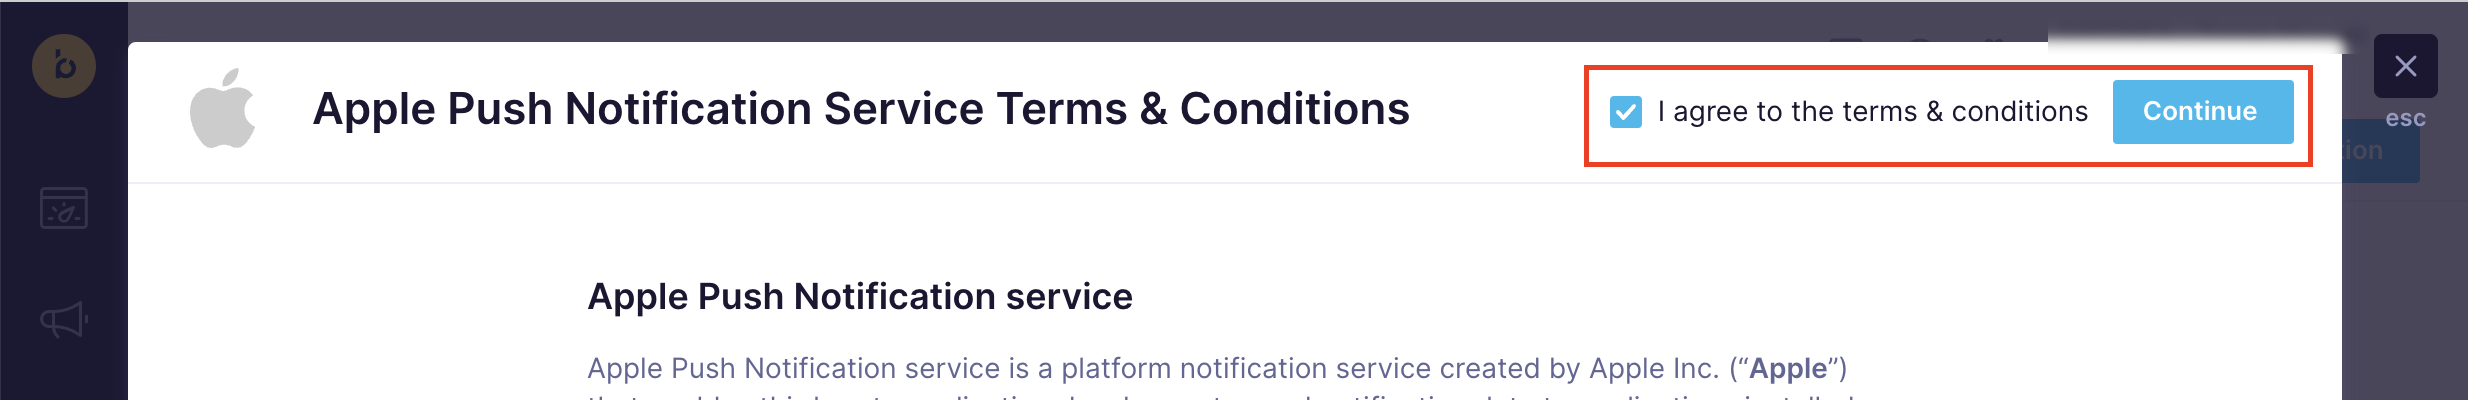 Apple Push Notification Service Terms & Conditions
I agree to the terms & conditions
Continue
esc
tion
Apple Push Notification service
Apple Push Notification service is a platform notification service created by Apple Inc. (“Apple”)